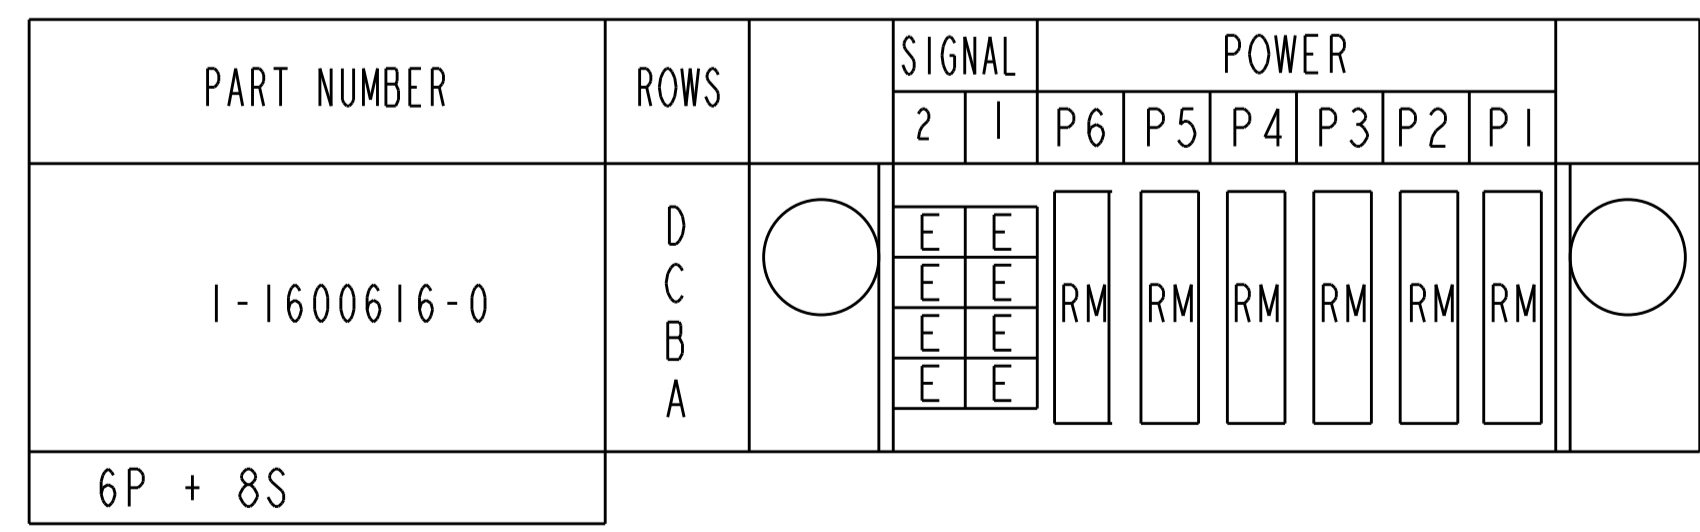 PART NUMBER ROWS SIGNAL POWER
2 1 P6 P5 P4 P3 P2 P1
1-1600616-0
D E E
C E E
RM RM RM RM RM RM
B E E
A E E
6P + 8S